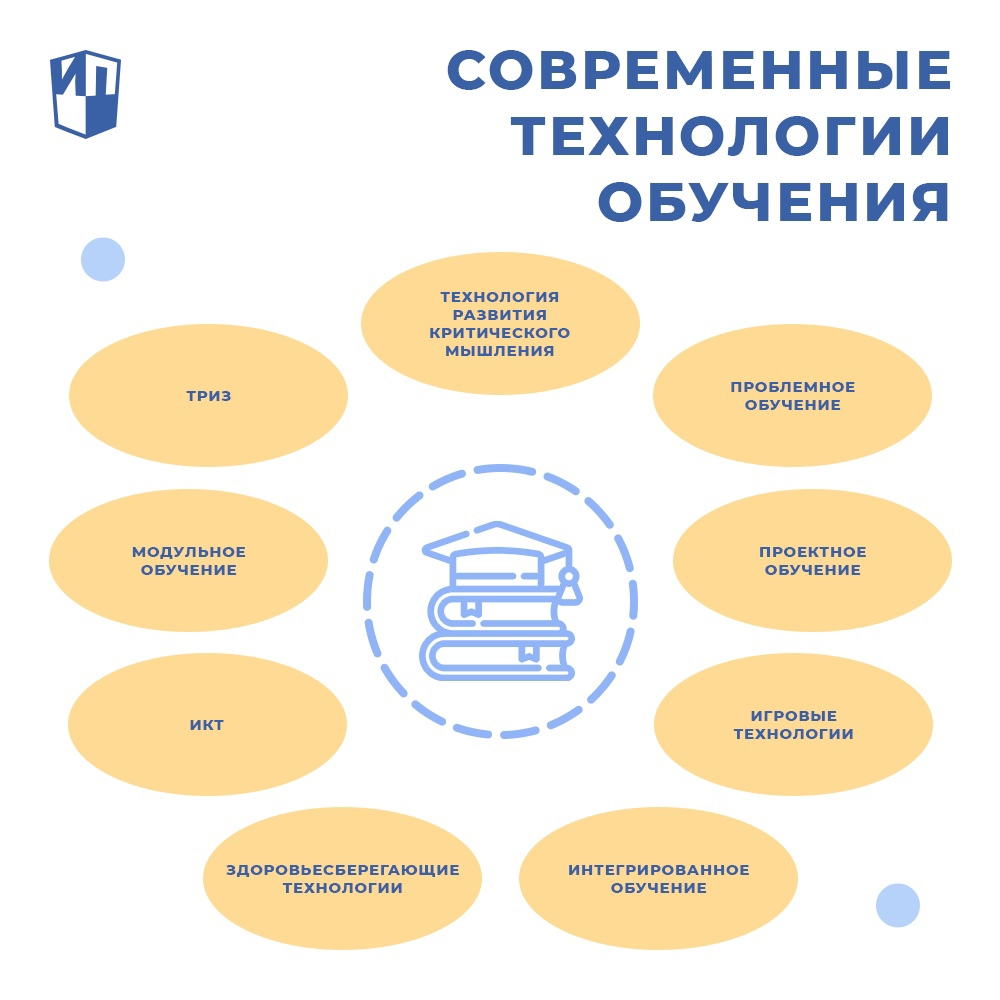 ИП
СОВРЕМЕННЫЕ
ТЕХНОЛОГИИ
ОБУЧЕНИЯ
ТЕХНОЛОГИЯ
РАЗВИТИЯ
КРИТИЧЕСКОГО
МЫШЛЕНИЯ
ТРИЗ
ПРОБЛЕМНОЕ
ОБУЧЕНИЕ
МОДУЛЬНОЕ
ОБУЧЕНИЕ
ПРОЕКТНОЕ
ОБУЧЕНИЕ
ИКТ
ИГРОВЫЕ
ТЕХНОЛОГИИ
ЗДОРОВЬЕСБЕРЕГАЮЩИЕ
ТЕХНОЛОГИИ
ИНТЕГРИРОВАННОЕ
ОБУЧЕНИЕ